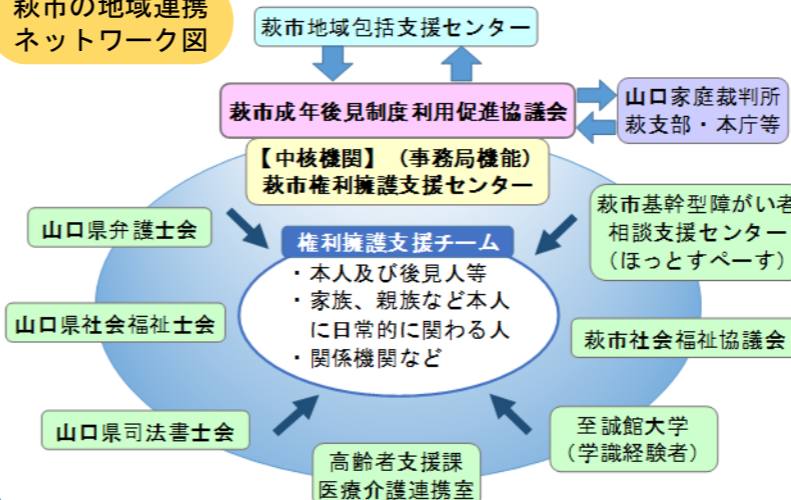 萩市の地域連携
ネットワーク図
萩市地域包括支援センター
萩市成年後見制度利用促進協議会
山口家庭裁判所
萩支部・本庁等
【中核機関】（事務局機能）
萩市権利擁護支援センター
山口県弁護士会
萩市基幹型障がい者
相談支援センター
（ほっとすぺーす）
権利擁護支援チーム
・本人及び後見人等
・家族、親族など本人
に日常的に関わる人
・関係機関など
山口県社会福祉士会
萩市社会福祉協議会
山口県司法書士会
至誠館大学
（学識経験者）
高齢者支援課
医療介護連携室